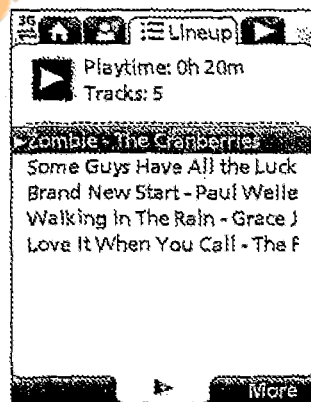 3G
Lineup
Playtime: 0h 20m
Tracks: 5
Zombie - The Cranberries
Some Guys Have All the Luck
Brand New Start - Paul Welle
Walking In The Rain - Grace J
Love It When You Call - The F
More